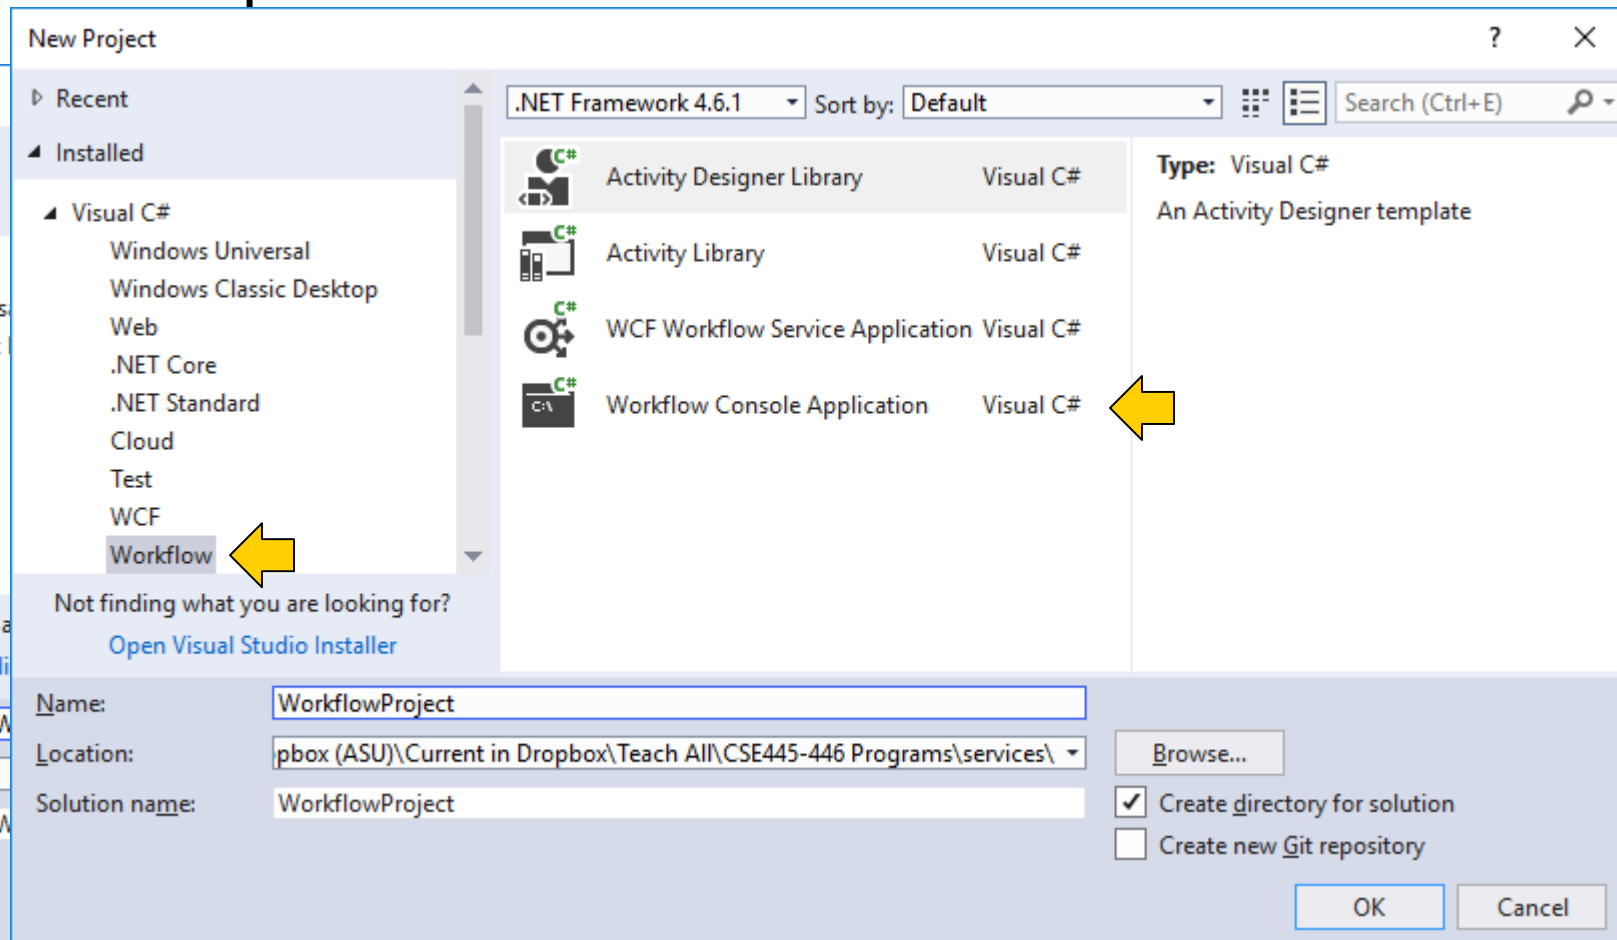 New Project
?
Recent
Installed
Visual C#
Windows Universal
Windows Classic Desktop
Web
.NET Core
.NET Standard
Cloud
Test
WCF
Workflow
Not finding what you are looking for?
Open Visual Studio Installer
.NET Framework 4.6.1
Sort by:
Default
Search (Ctrl+E)
C#
Activity Designer Library Visual C#
C#
Activity Library Visual C#
C#
WCF Workflow Service Application Visual C#
C#
C:\
Workflow Console Application Visual C#
Type: Visual C#
An Activity Designer template
Name: WorkflowProject
Location: pbox (ASU)\Current in Dropbox\Teach All\CSE445-446 Programs\services\
Browse...
Solution name: WorkflowProject
Create directory for solution
Create new Git repository
OK
Cancel